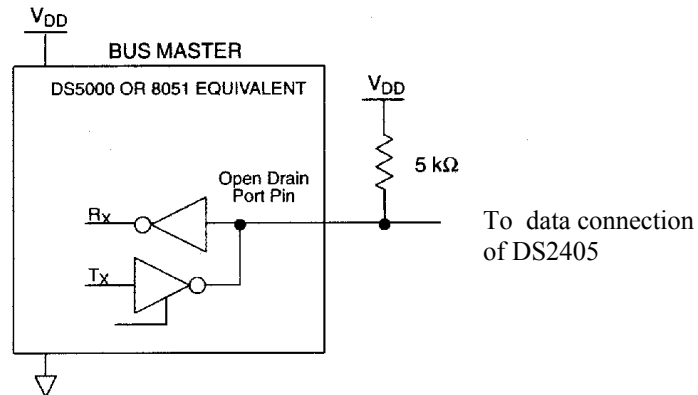 VDD
BUS MASTER
DS5000 OR 8051 EQUIVALENT
VDD
5 kΩ
Open Drain
Port Pin
RX
TX
To data connection
of DS2405